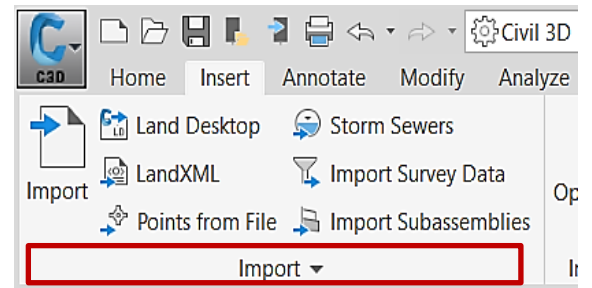 Civil 3D
C3D
Home Insert Annotate Modify Analyze
Land Desktop
Storm Sewers
LandXML
Import Survey Data
Import
Points from File
Import Subassemblies
Import